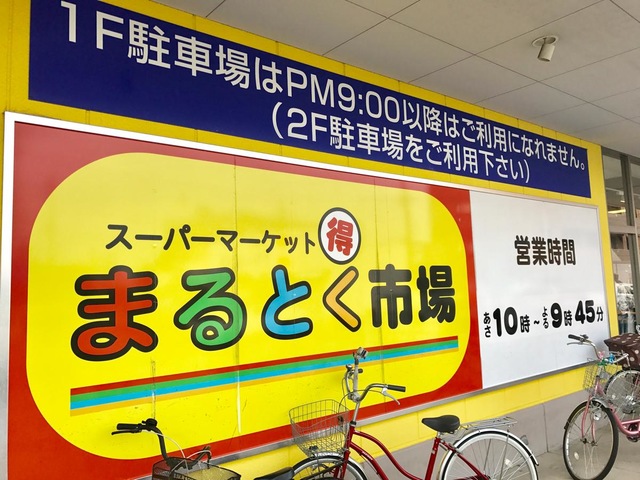 1F駐車場はPM9:00以降はご利用になれません。
（2F駐車場をご利用下さい）
スーパーマーケット 得
まるとく市場
営業時間
あさ10時～よる9時45分